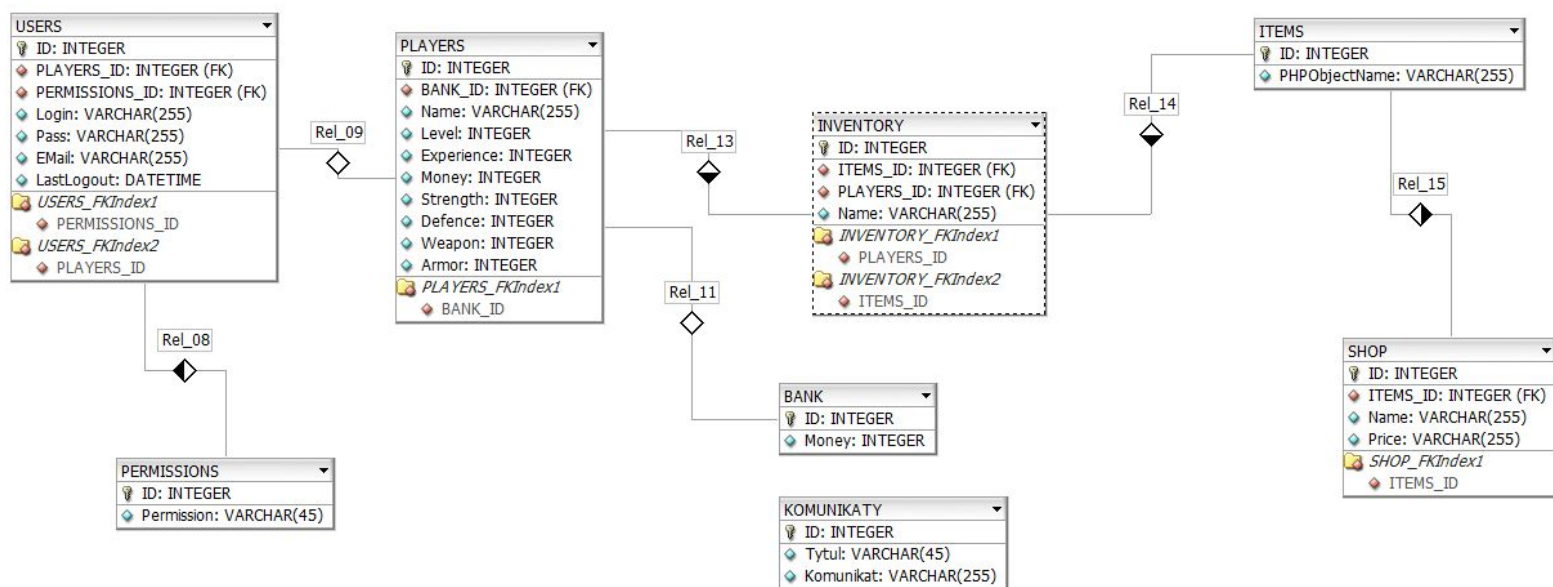 USERS
ID: INTEGER
PLAYERS_ID: INTEGER (FK)
PERMISSIONS_ID: INTEGER (FK)
Login: VARCHAR(255)
Pass: VARCHAR(255)
EMail: VARCHAR(255)
LastLogout: DATETIME
USERS_FKIndex1
PERMISSIONS_ID
USERS_FKIndex2
PLAYERS_ID
Rel_09
PLAYERS
ID: INTEGER
BANK_ID: INTEGER (FK)
Name: VARCHAR(255)
Level: INTEGER
Experience: INTEGER
Money: INTEGER
Strength: INTEGER
Defence: INTEGER
Weapon: INTEGER
Armor: INTEGER
PLAYERS_FKIndex1
BANK_ID
Rel_13
Rel_11
INVENTORY
ID: INTEGER
ITEMS_ID: INTEGER (FK)
PLAYERS_ID: INTEGER (FK)
Name: VARCHAR(255)
INVENTORY_FKIndex1
PLAYERS_ID
INVENTORY_FKIndex2
ITEMS_ID
Rel_14
ITEMS
ID: INTEGER
PHPObjectName: VARCHAR(255)
Rel_15
SHOP
ID: INTEGER
ITEMS_ID: INTEGER (FK)
Name: VARCHAR(255)
Price: VARCHAR(255)
SHOP_FKIndex1
ITEMS_ID
Rel_08
PERMISSIONS
ID: INTEGER
Permission: VARCHAR(45)
BANK
ID: INTEGER
Money: INTEGER
KOMUNIKATY
ID: INTEGER
Tytul: VARCHAR(45)
Komunikat: VARCHAR(255)